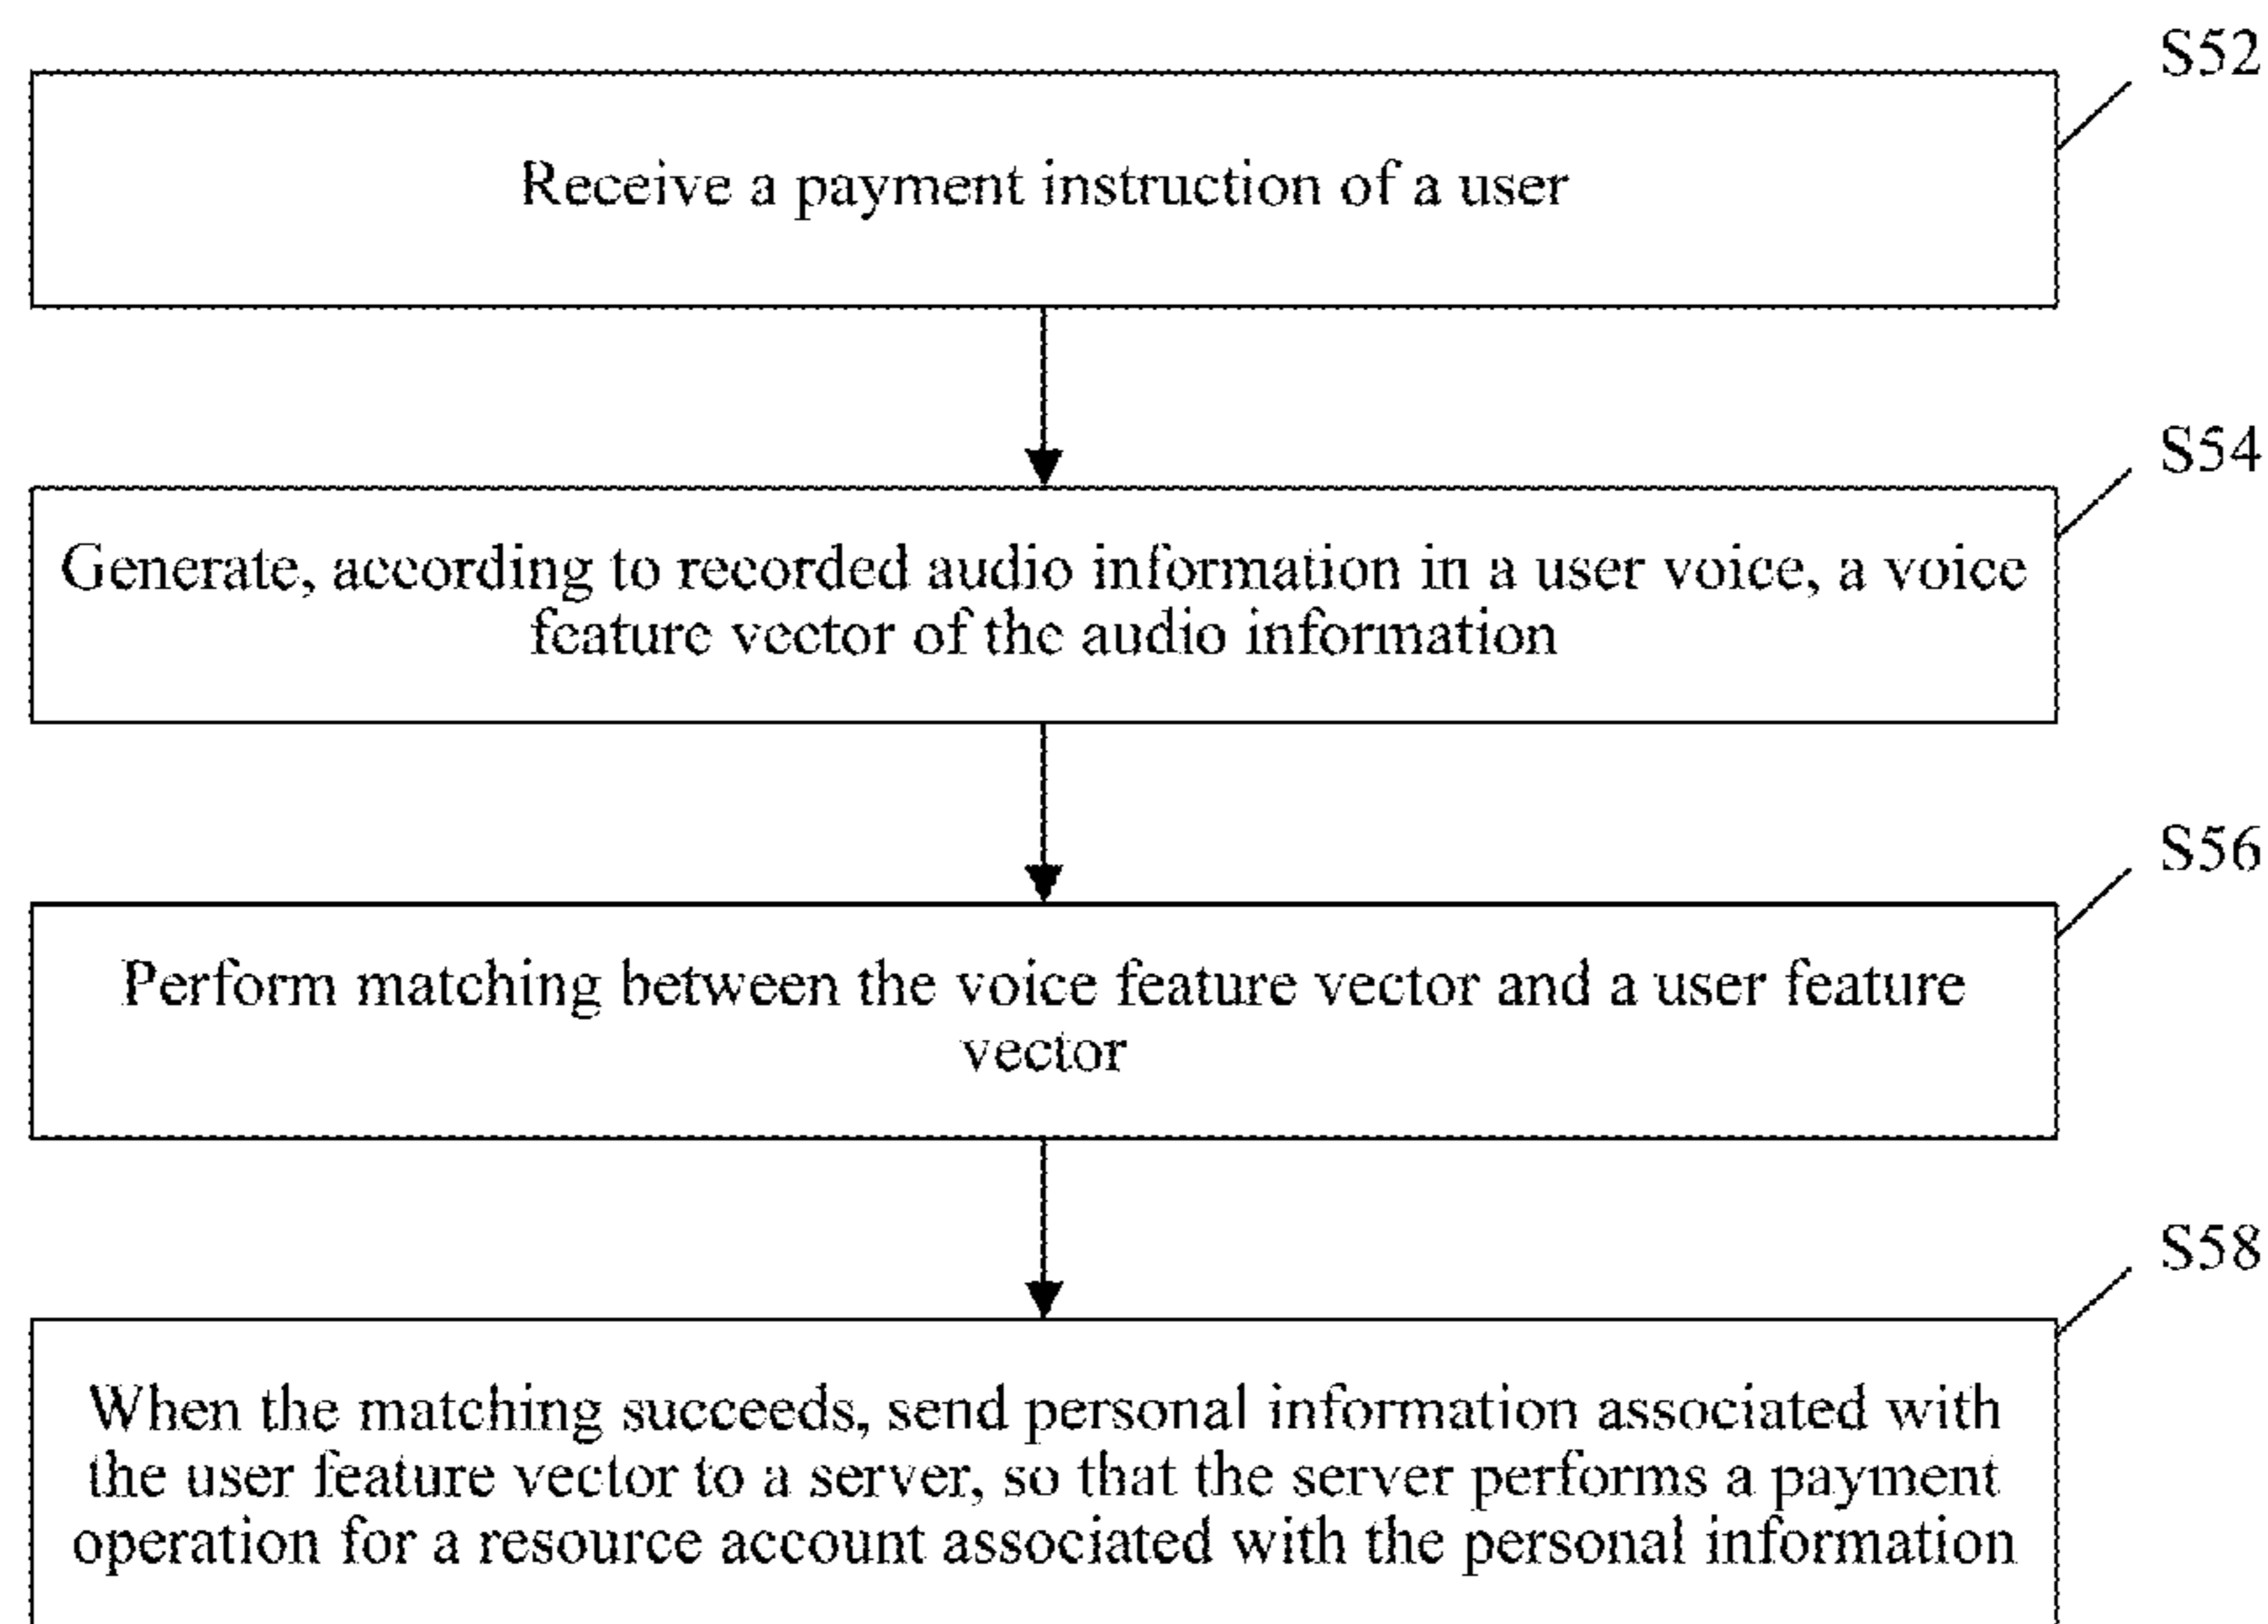 S52
Receive a payment instruction of a user
S54
Generate, according to recorded audio information in a user voice, a voice
feature vector of the audio information
S56
Perform matching between the voice feature vector and a user feature
vector
S58
When the matching succeeds, send personal information associated with
the user feature vector to a server, so that the server performs a payment
operation for a resource account associated with the personal information